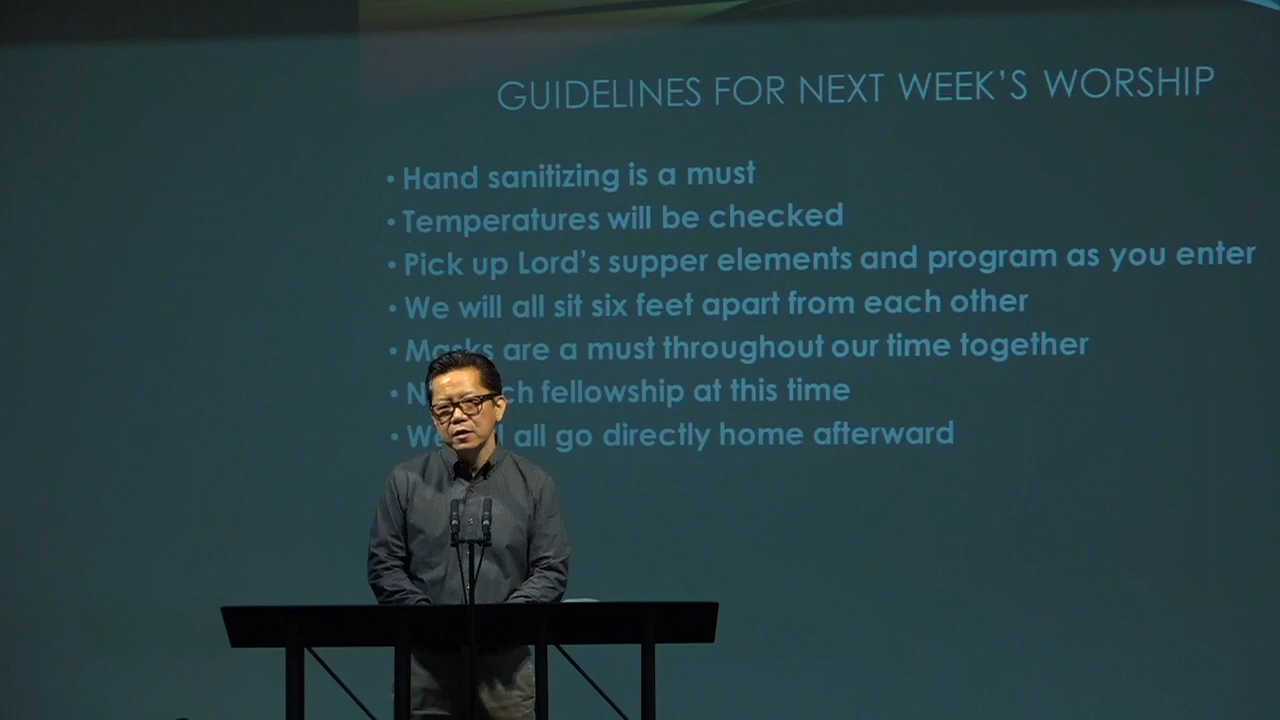 GUIDELINES FOR NEXT WEEK'S WORSHIP
• Hand sanitizing is a must
• Temperatures will be checked
• Pick up Lord's supper elements and program as you enter
• We will all sit six feet apart from each other
• Masks are a must throughout our time together
• fellowship at this time
• all go directly home afterward